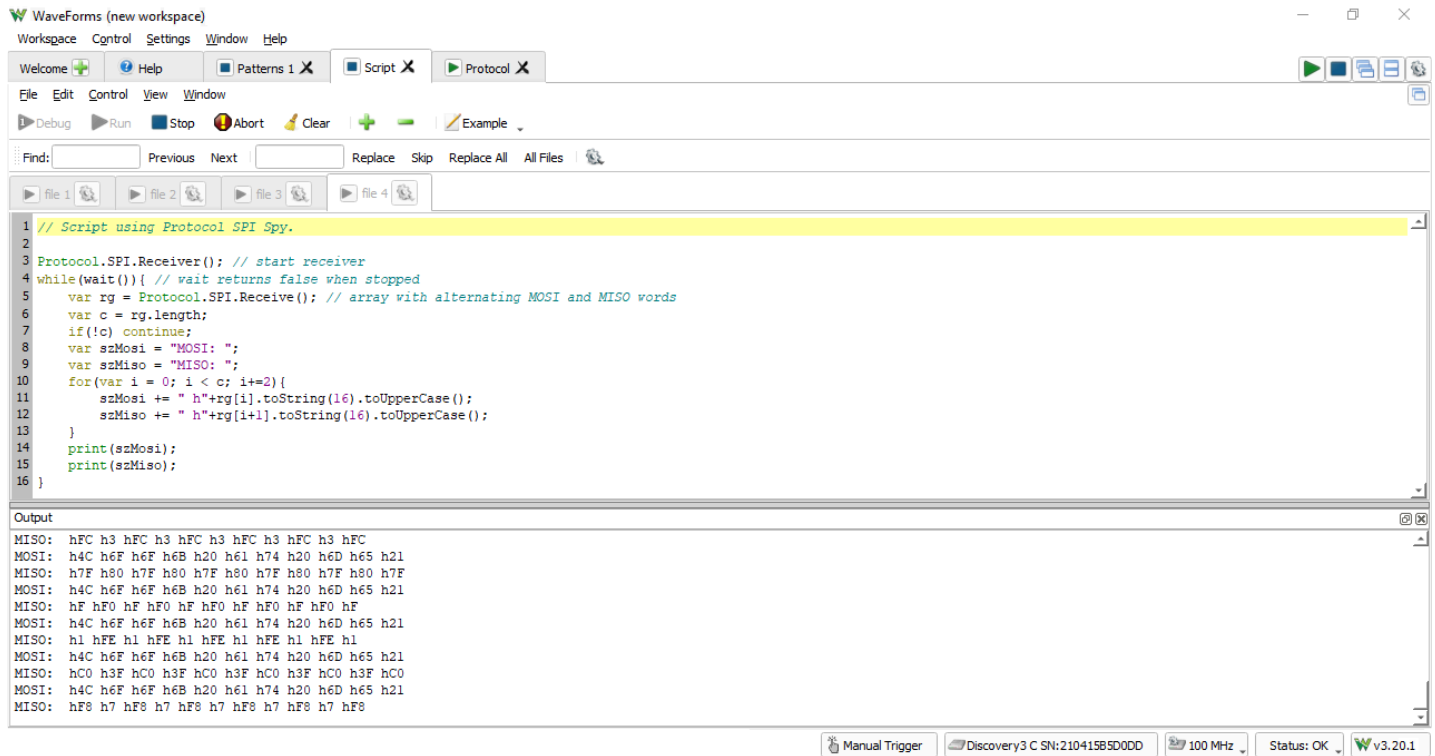 WaveForms (new workspace)
Workspace Control Settings Window Help
Welcome Help Patterns 1 Script Protocol
File Edit Control View Window
Debug Run Stop Abort Clear Example
Find: Previous Next Replace Skip Replace All All Files
file 1 file 2 file 3 file 4
1 // Script using Protocol SPI Spy.
2
3 Protocol.SPI.Receiver(); // start receiver
4 while(wait()){ // wait returns false when stopped
5 var rg = Protocol.SPI.Receive(); // array with alternating MOSI and MISO words
6 var c = rg.length;
7 if(!c) continue;
8 var szMosi = "MOSI: ";
9 var szMiso = "MISO: ";
10 for(var i = 0; i < c; i+=2){
11 szMosi += " h"+rg[i].toString(16).toUpperCase();
12 szMiso += " h"+rg[i+1].toString(16).toUpperCase();
13 }
14 print(szMosi);
15 print(szMiso);
16 }
Output
MISO: hFC h3 hFC h3 hFC h3 hFC h3 hFC h3 hFC
MOSI: h4C h6F h6F h6B h20 h61 h74 h20 h6D h65 h21
MISO: h7F h80 h7F h80 h7F h80 h7F h80 h7F h80 h7F
MOSI: h4C h6F h6F h6B h20 h61 h74 h20 h6D h65 h21
MISO: hF hF0 hF hF0 hF hF0 hF hF0 hF hF0 hF
MOSI: h4C h6F h6F h6B h20 h61 h74 h20 h6D h65 h21
MISO: h1 hFE h1 hFE h1 hFE h1 hFE h1 hFE h1
MOSI: h4C h6F h6F h6B h20 h61 h74 h20 h6D h65 h21
MISO: hC0 h3F hC0 h3F hC0 h3F hC0 h3F hC0 h3F hC0
MOSI: h4C h6F h6F h6B h20 h61 h74 h20 h6D h65 h21
MISO: hF8 h7 hF8 h7 hF8 h7 hF8 h7 hF8 h7 hF8
Manual Trigger Discovery3 C SN:210415B5D0DD 100 MHz Status: OK v3.20.1